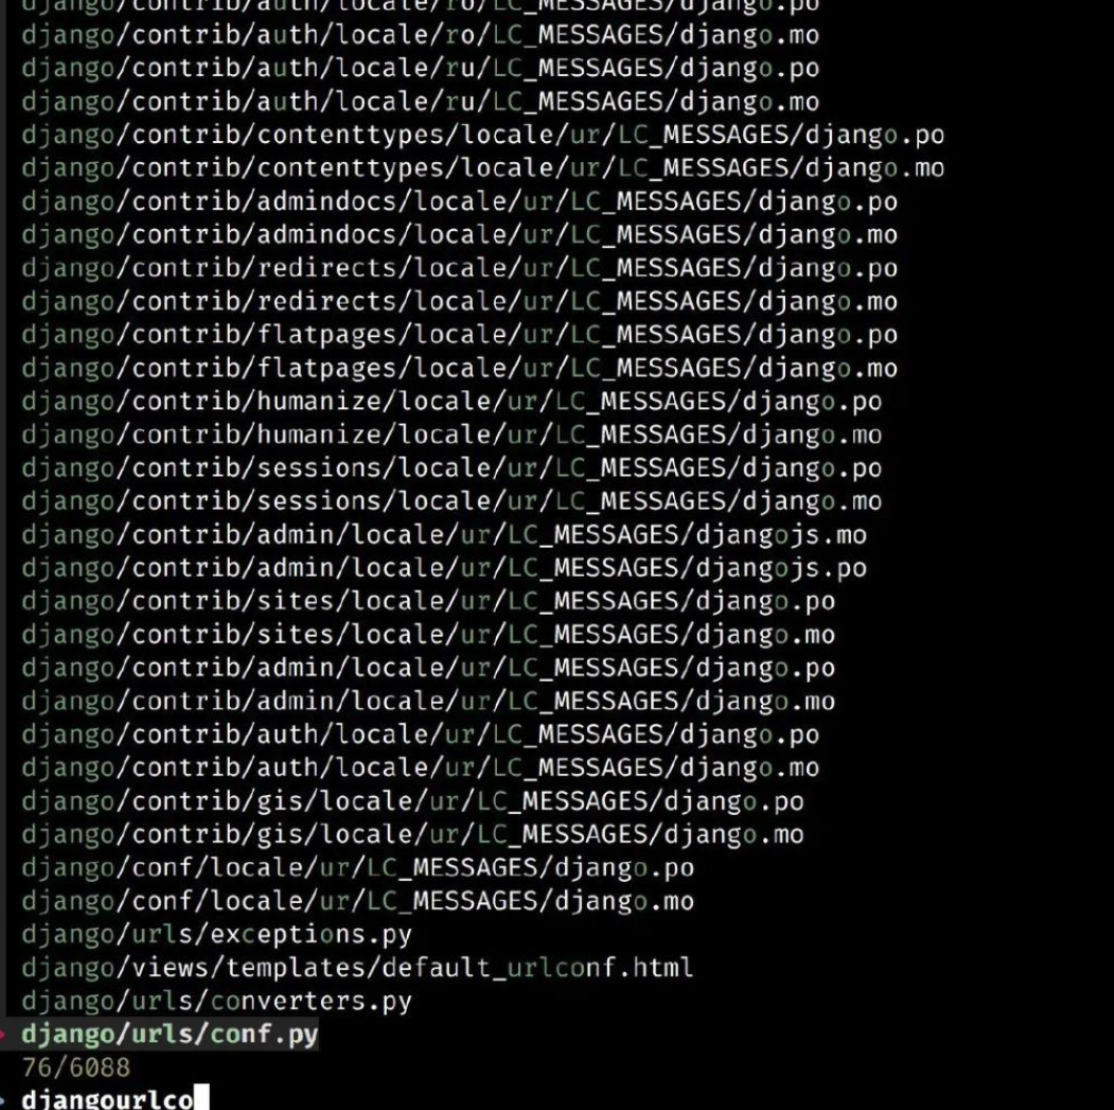 django/contrib/auth/locale/ro/LC_MESSAGES/django.po
django/contrib/auth/locale/ro/LC_MESSAGES/django.mo
django/contrib/auth/locale/ru/LC_MESSAGES/django.po
django/contrib/auth/locale/ru/LC_MESSAGES/django.mo
django/contrib/contenttypes/locale/ur/LC_MESSAGES/django.po
django/contrib/contenttypes/locale/ur/LC_MESSAGES/django.mo
django/contrib/admindocs/locale/ur/LC_MESSAGES/django.po
django/contrib/admindocs/locale/ur/LC_MESSAGES/django.mo
django/contrib/redirects/locale/ur/LC_MESSAGES/django.po
django/contrib/redirects/locale/ur/LC_MESSAGES/django.mo
django/contrib/flatpages/locale/ur/LC_MESSAGES/django.po
django/contrib/flatpages/locale/ur/LC_MESSAGES/django.mo
django/contrib/humanize/locale/ur/LC_MESSAGES/django.po
django/contrib/humanize/locale/ur/LC_MESSAGES/django.mo
django/contrib/sessions/locale/ur/LC_MESSAGES/django.po
django/contrib/sessions/locale/ur/LC_MESSAGES/django.mo
django/contrib/admin/locale/ur/LC_MESSAGES/djangojs.mo
django/contrib/admin/locale/ur/LC_MESSAGES/djangojs.po
django/contrib/sites/locale/ur/LC_MESSAGES/django.po
django/contrib/sites/locale/ur/LC_MESSAGES/django.mo
django/contrib/admin/locale/ur/LC_MESSAGES/django.po
django/contrib/admin/locale/ur/LC_MESSAGES/django.mo
django/contrib/auth/locale/ur/LC_MESSAGES/django.po
django/contrib/auth/locale/ur/LC_MESSAGES/django.mo
django/contrib/gis/locale/ur/LC_MESSAGES/django.po
django/contrib/gis/locale/ur/LC_MESSAGES/django.mo
django/conf/locale/ur/LC_MESSAGES/django.po
django/conf/locale/ur/LC_MESSAGES/django.mo
django/urls/exceptions.py
django/views/templates/default_urlconf.html
django/urls/converters.py
django/urls/conf.py
76/6088
djangourlco